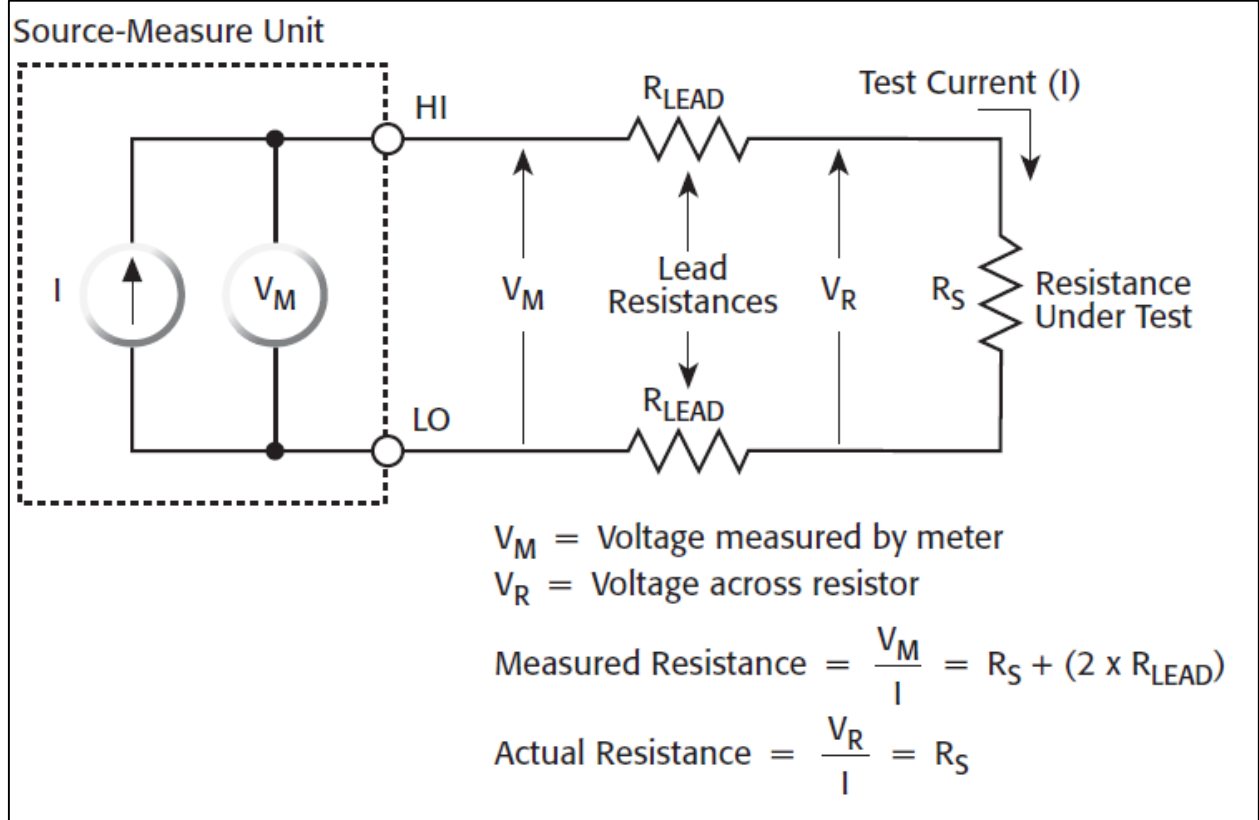 Source-Measure Unit
HI
R_LEAD
Test Current (I)
I
V_M
V_M
Lead
Resistances
V_R
R_S
Resistance
Under Test
R_LEAD
LO
V_M = Voltage measured by meter
V_R = Voltage across resistor
Measured Resistance = V_M / I = R_S + (2 x R_LEAD)
Actual Resistance = V_R / I = R_S